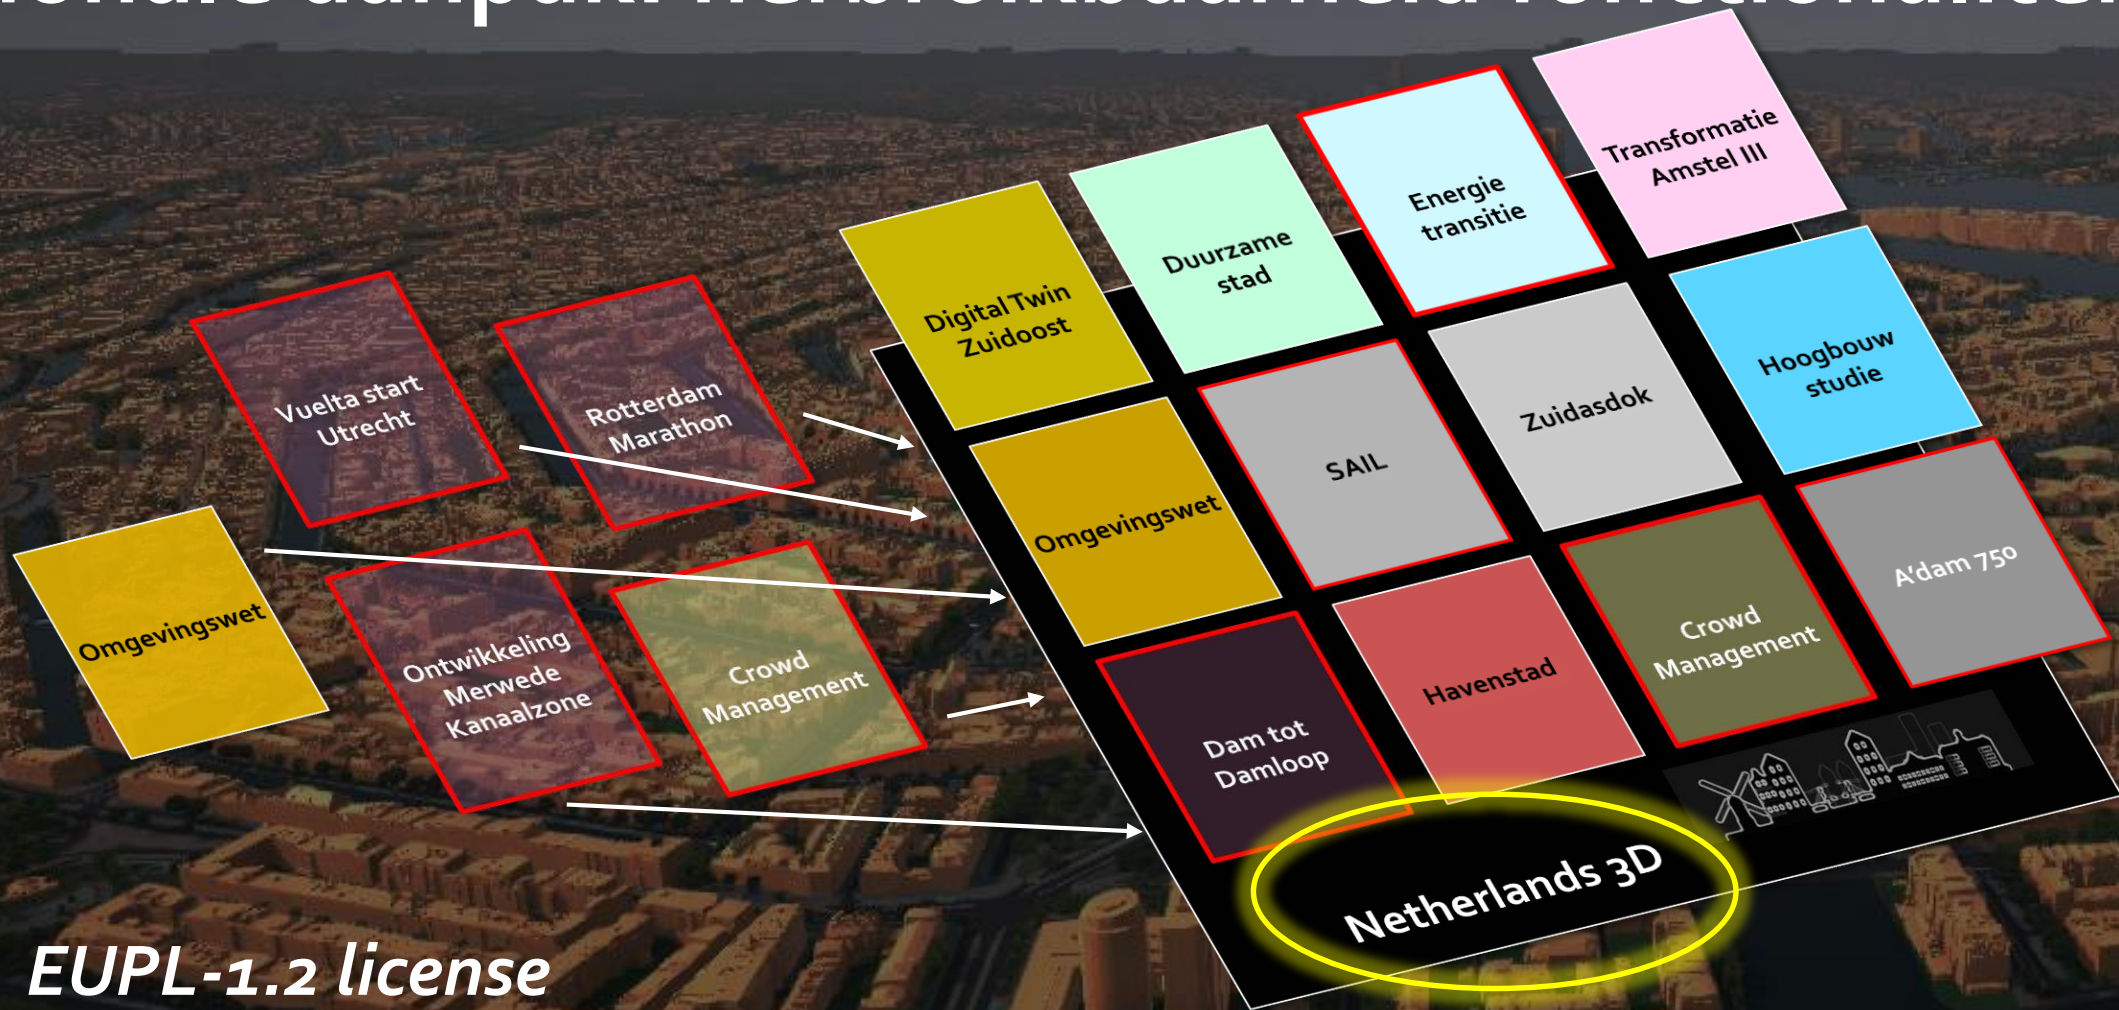 aanpak: herbruikbaarheid
Transformatie
Amstel III
Energie
transitie
Duurzame
stad
Digital Twin
Zuidoost
Hoogbouw
studie
Zuidasdok
SAIL
Omgevingswet
A'dam 750
Crowd
Management
Havenstad
Dam tot
Damloop
Vuelta start
Utrecht
Rotterdam
Marathon
Omgevingswet
Ontwikkeling
Merwede
Kanaalzone
Crowd
Management
Netherlands 3D
EUPL-1.2 license